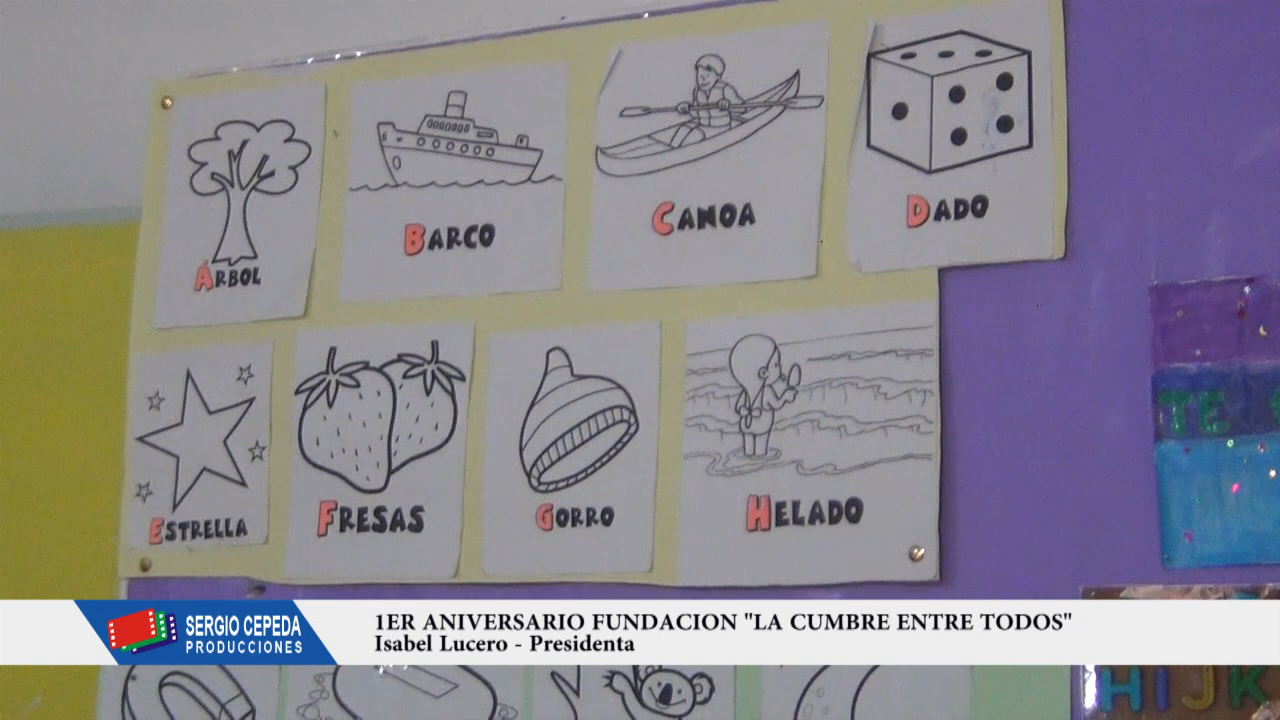 ÁRBOL
BARCO
CANOA
DADO
ESTRELLA
FRESAS
GORRO
HELADO
TE
SERGIO CEPEDA
PRODUCCIONES
1ER ANIVERSARIO FUNDACION "LA CUMBRE ENTRE TODOS"
Isabel Lucero - Presidenta
HIJK